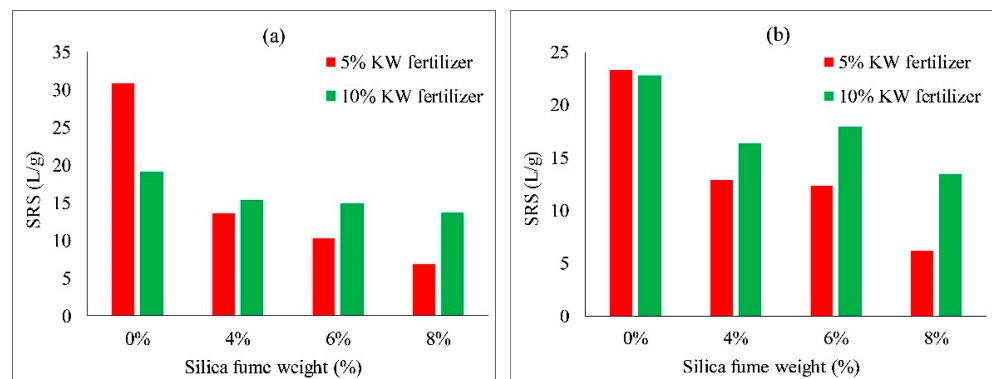 (a)
35
30
25
20
15
10
5
0
SRS (L/g)
5% KW fertilizer
10% KW fertilizer
0% 4% 6% 8%
Silica fume weight (%)
(b)
25
20
15
10
5
0
SRS (L/g)
5% KW fertilizer
10% KW fertilizer
0% 4% 6% 8%
Silica fume weight (%)